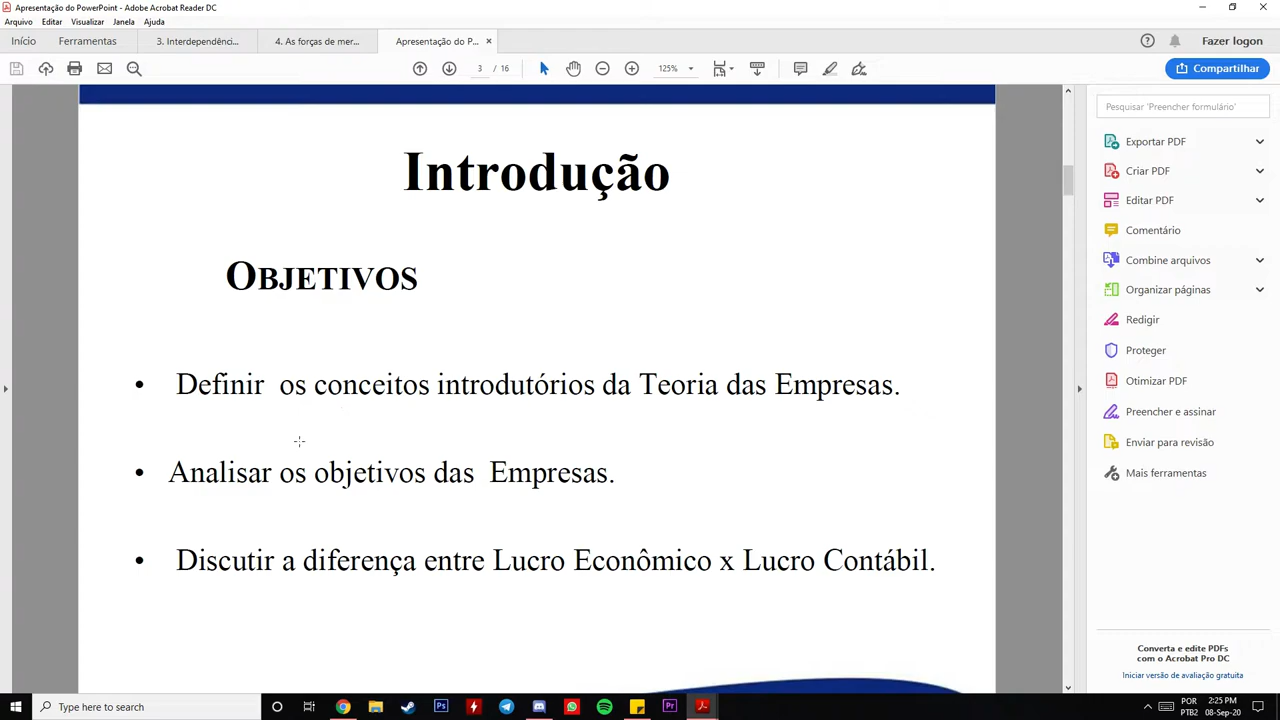 Apresentação do PowerPoint - Adobe Acrobat Reader DC
Arquivo Editar Visualizar Janela Ajuda
Início Ferramentas 3. Interdependênci... 4. As forças de mer... Apresentação do P... ×
Fazer logon
3 / 16 125%
Compartilhar
Introdução
OBJETIVOS
• Definir os conceitos introdutórios da Teoria das Empresas.
• Analisar os objetivos das Empresas.
• Discutir a diferença entre Lucro Econômico x Lucro Contábil.
Pesquisar 'Preencher formulário'
Exportar PDF
Criar PDF
Editar PDF
Comentário
Combine arquivos
Organizar páginas
Redigir
Proteger
Otimizar PDF
Preencher e assinar
Enviar para revisão
Mais ferramentas
Converta e edite PDFs
com o Acrobat Pro DC
Iniciar versão de avaliação gratuita
Type here to search
Ps
Pr
POR
PTB2
2:25 PM
08-Sep-20